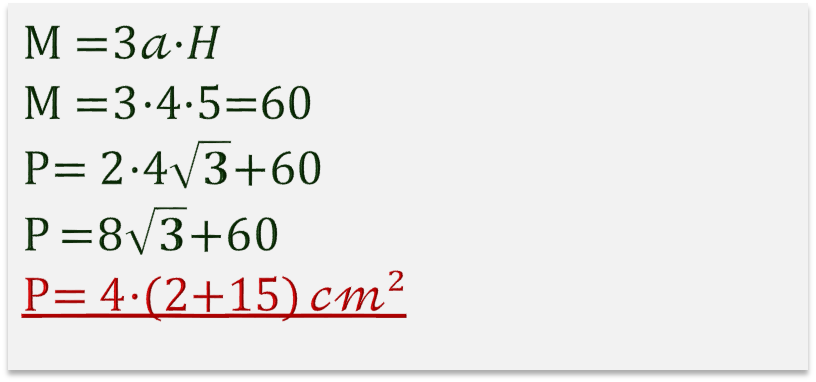 M =3a·H
M =3·4·5=60
P= 2·4√3+60
P =8√3+60
P= 4·(2+15) cm²